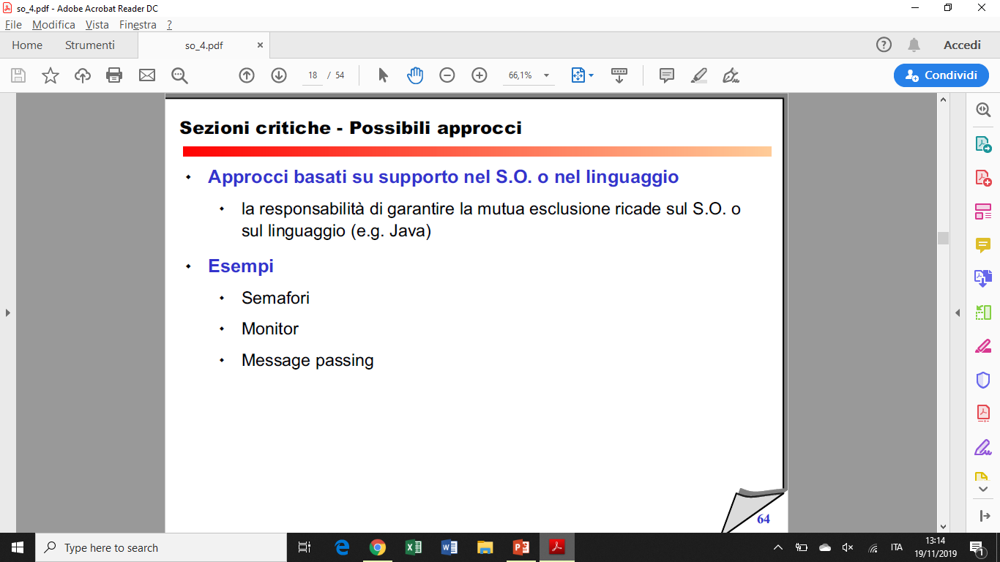 so_4.pdf - Adobe Acrobat Reader DC
File Modifica Vista Finestra ?
Home Strumenti so_4.pdf × Accedi
18 / 54 66,1% Condividi
Sezioni critiche - Possibili approcci
Approcci basati su supporto nel S.O. o nel linguaggio
la responsabilità di garantire la mutua esclusione ricade sul S.O. o
sul linguaggio (e.g. Java)
Esempi
Semafori
Monitor
Message passing
64
Type here to search
ITA
13:14
19/11/2019
1